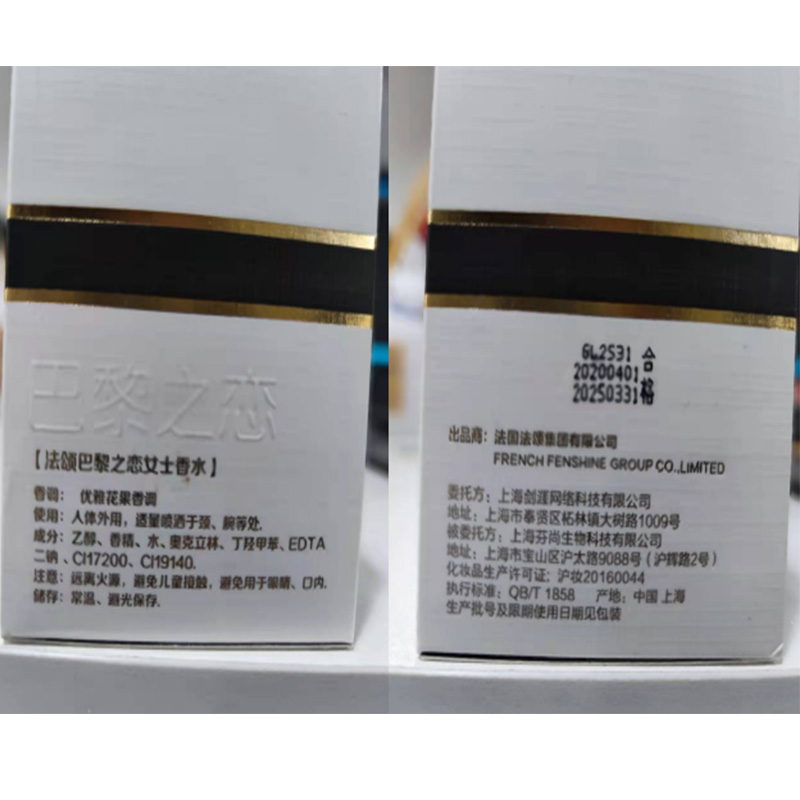 巴黎之恋
【法颂巴黎之恋女士香水】
香调： 优雅花果香调
使用：人体外用，适量喷洒于颈、腕等处.
成分：乙醇、香精、水、奥克立林、丁羟甲苯、EDTA
二钠、CI17200、CI19140.
注意：远离火源，避免儿童接触，避免用于眼睛、口内.
储存：常温、避光保存.
GL2S31 合
20200401
20250331格
出品商：法国法颂集团有限公司
FRENCH FENSHINE GROUP CO.,LIMITED
委托方：上海剑涯网络科技有限公司
地址：上海市奉贤区柘林镇大树路1009号
被委托方：上海芬尚生物科技有限公司
地址：上海市宝山区沪太路9088号（沪辉路2号）
化妆品生产许可证：沪妆20160044
执行标准：QB/T 1858 产地：中国 上海
生产批号及限期使用日期见包装